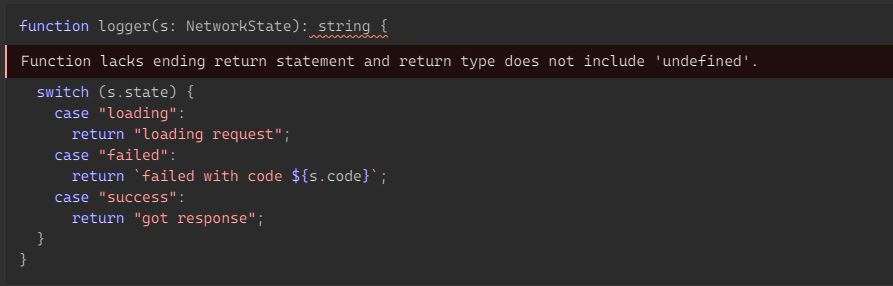 function logger(s: NetworkState): string {
Function lacks ending return statement and return type does not include 'undefined'.
  switch (s.state) {
    case "loading":
      return "loading request";
    case "failed":
      return `failed with code ${s.code}`;
    case "success":
      return "got response";
  }
}